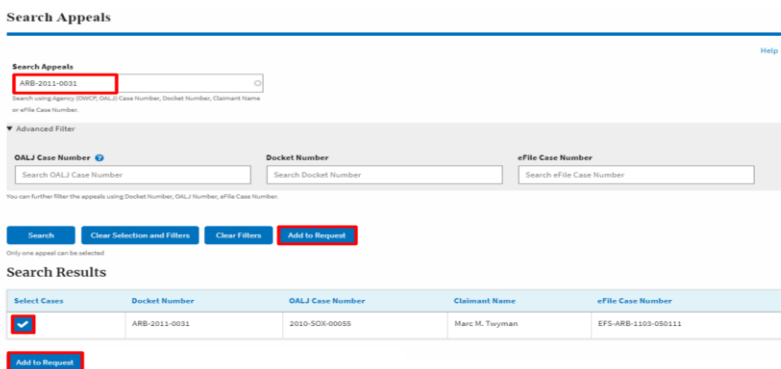 Search Appeals
Help
Search Appeals
ARB-2011-0031
Search using Agency (OWCP, OALJ) Case Number, Docket Number, Claimant Name
or eFile Case Number.
▼ Advanced Filter
OALJ Case Number ?
Docket Number
eFile Case Number
Search OALJ Case Number
Search Docket Number
Search eFile Case Number
You can further filter the appeals using Docket Number, OALJ Number, eFile Case Number.
Search
Clear Selection and Filters
Clear Filters
Add to Request
Only one appeal can be selected
Search Results
Select Cases
Docket Number
OALJ Case Number
Claimant Name
eFile Case Number
ARB-2011-0031
2010-SOX-00055
Marc M. Twyman
EFS-ARB-1103-050111
Add to Request